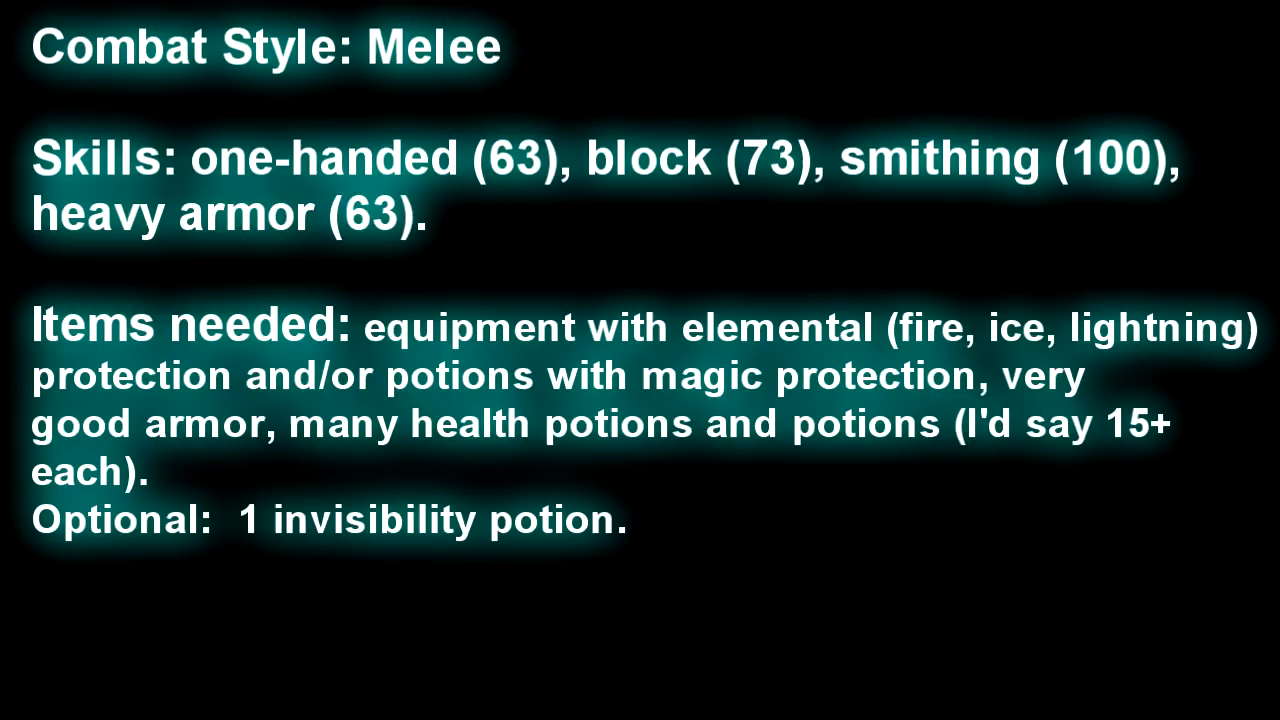 Combat Style: Melee
Skills: one-handed (63), block (73), smithing (100),
heavy armor (63).
Items needed: equipment with elemental (fire, ice, lightning)
protection and/or potions with magic protection, very
good armor, many health potions and potions (I'd say 15+
each).
Optional:  1 invisibility potion.